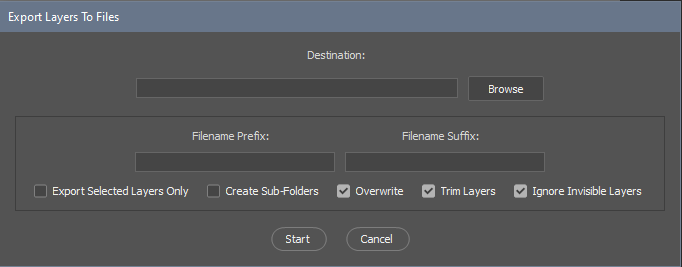 Export Layers To Files
Destination:
Browse
Filename Prefix: Filename Suffix:
Export Selected Layers Only Create Sub-Folders Overwrite Trim Layers Ignore Invisible Layers
Start Cancel